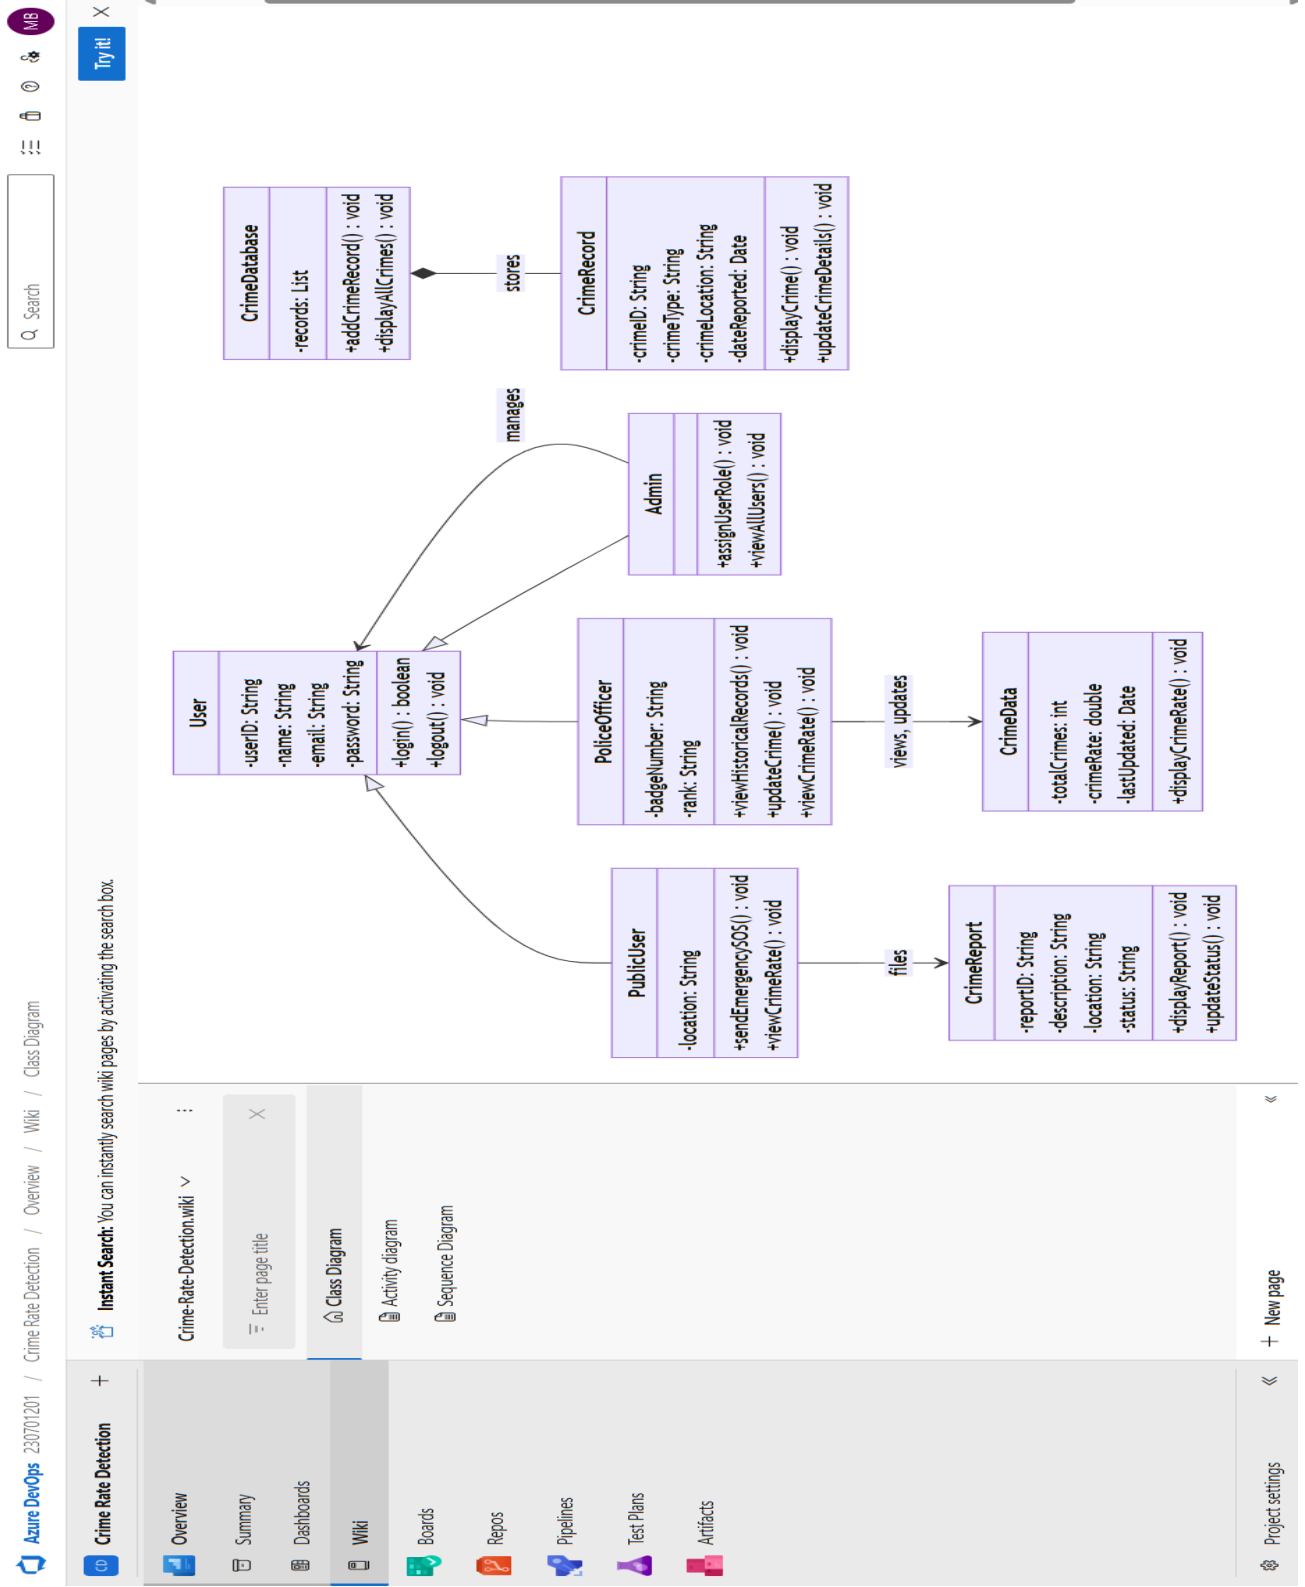 Azure DevOps 230701201 / Crime Rate Detection / Overview / Wiki / Class Diagram
Search
MB
CD Crime Rate Detection
Instant Search: You can instantly search wiki pages by activating the search box.
Try it!
Overview
Summary
Dashboards
Wiki
Boards
Repos
Pipelines
Test Plans
Artifacts
Project settings
Crime-Rate-Detection.wiki
Enter page title
Class Diagram
Activity diagram
Sequence Diagram
New page
User
-userID: String
-name: String
-email: String
-password: String
+login() : boolean
+logout() : void
CrimeDatabase
-records: List
+addCrimeRecord() : void
+displayAllCrimes() : void
manages
stores
PublicUser
-location: String
+sendEmergencySOS() : void
+viewCrimeRate() : void
PoliceOfficer
-badgeNumber: String
-rank: String
+viewHistoricalRecords() : void
+updateCrime() : void
+viewCrimeRate() : void
Admin
+assignUserRole() : void
+viewAllUsers() : void
CrimeRecord
-crimeID: String
-crimeType: String
-crimeLocation: String
-dateReported: Date
+displayCrime() : void
+updateCrimeDetails() : void
files
views, updates
CrimeReport
-reportID: String
-description: String
-location: String
-status: String
+displayReport() : void
+updateStatus() : void
CrimeData
-totalCrimes: int
-crimeRate: double
-lastUpdated: Date
+displayCrimeRate() : void